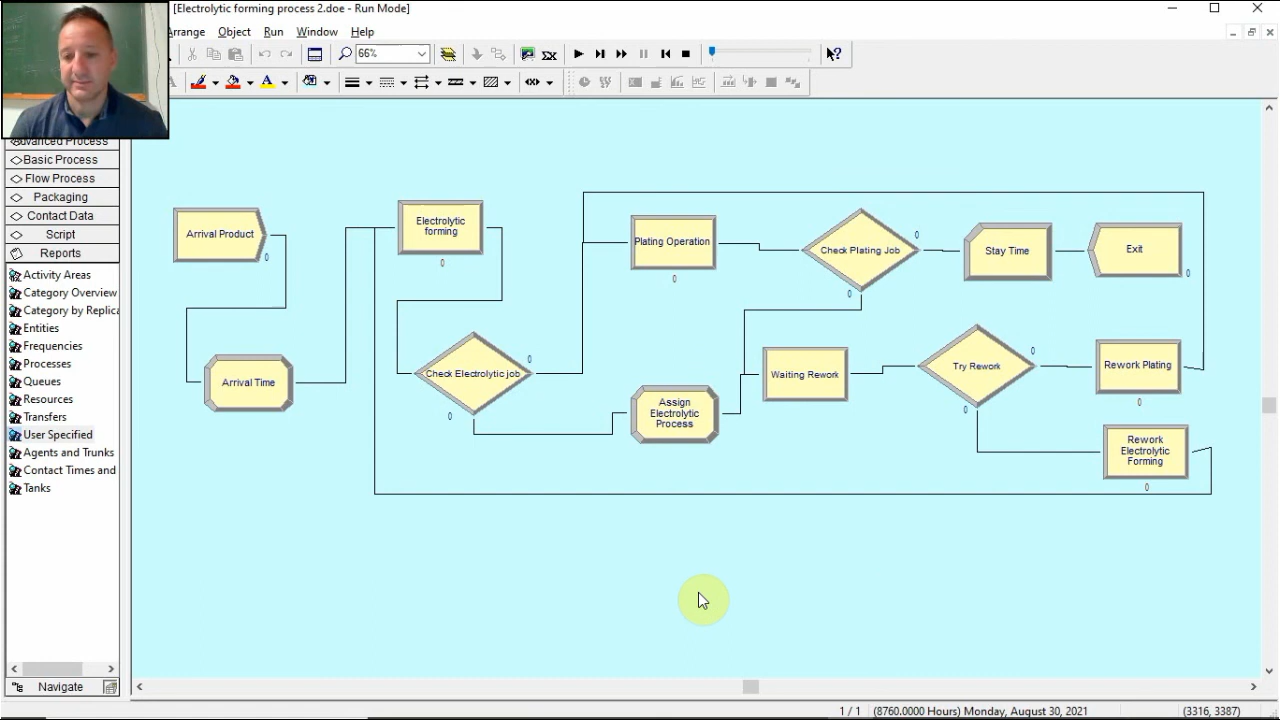 [Electrolytic forming process 2.doe - Run Mode]
Arrange Object Run Window Help
66%
Advanced Process
Basic Process
Flow Process
Packaging
Contact Data
Script
Reports
Activity Areas
Category Overview
Category by Replica
Entities
Frequencies
Processes
Queues
Resources
Transfers
User Specified
Agents and Trunks
Contact Times and
Tanks
Navigate
Arrival Product
0
Arrival Time
Electrolytic
forming
0
Check Electrolytic job
0
0
Plating Operation
0
Check Plating Job
0
0
Stay Time
Exit
0
Assign
Electrolytic
Process
Waiting Rework
Try Rework
0
0
Rework Plating
0
Rework
Electrolytic
Forming
0
1 / 1 (8760.0000 Hours) Monday, August 30, 2021 (3316, 3387)